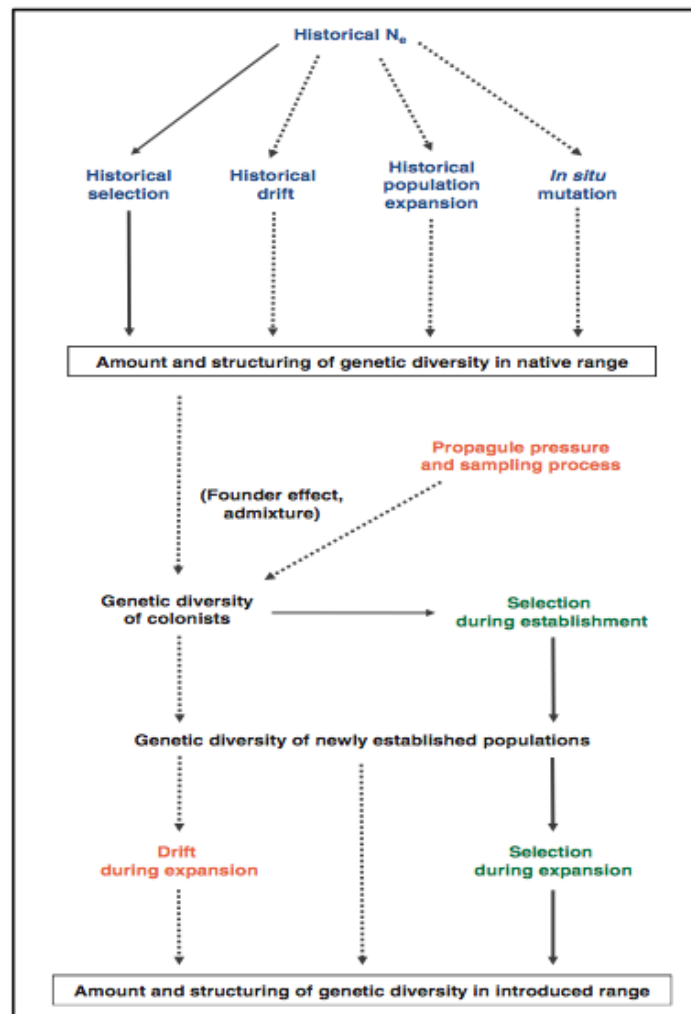 Historical Ne
Historical selection
Historical drift
Historical population expansion
In situ mutation
Amount and structuring of genetic diversity in native range
Propagule pressure
and sampling process
(Founder effect,
admixture)
Genetic diversity
of colonists
Selection
during establishment
Genetic diversity of newly established populations
Drift
during expansion
Selection
during expansion
Amount and structuring of genetic diversity in introduced range